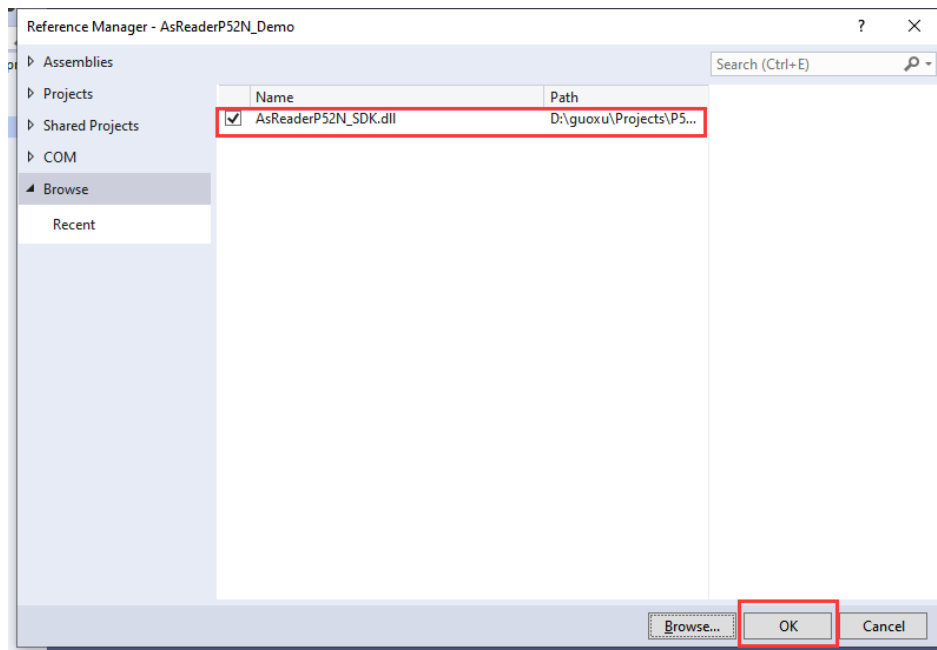 Reference Manager - AsReaderP52N_Demo ? ×
Assemblies
Search (Ctrl+E)
Projects
Name Path
AsReaderP52N_SDK.dll D:\guoxu\Projects\P5...
Shared Projects
COM
Browse
Recent
Browse... OK Cancel